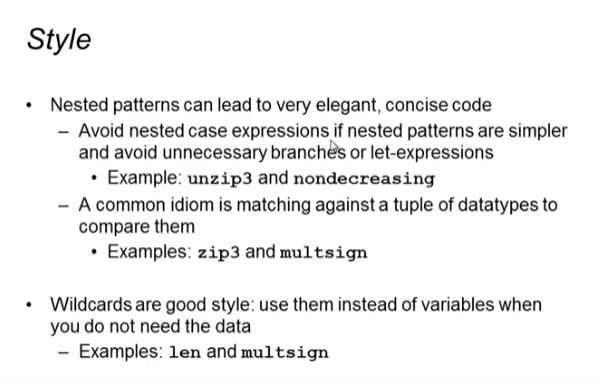 Style
• Nested patterns can lead to very elegant, concise code
– Avoid nested case expressions if nested patterns are simpler
and avoid unnecessary branches or let-expressions
• Example: unzip3 and nondecreasing
– A common idiom is matching against a tuple of datatypes to
compare them
• Examples: zip3 and multsign
• Wildcards are good style: use them instead of variables when
you do not need the data
– Examples: len and multsign